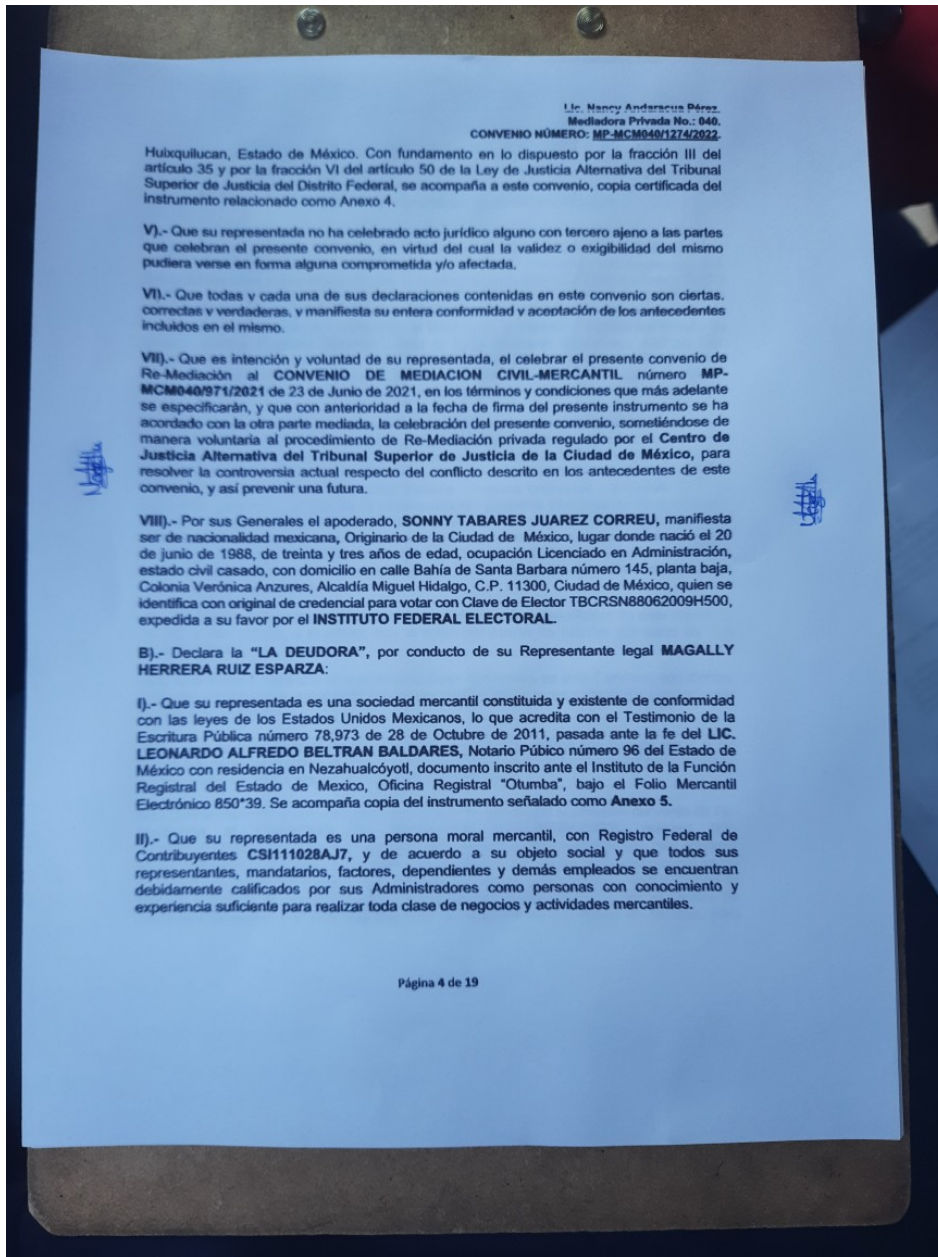 Lic. Nancy Andaracua Pérez.
Mediadora Privada No.: 040.
CONVENIO NÚMERO: MP-MCM040/1274/2022.
Huixquilucan, Estado de México. Con fundamento en lo dispuesto por la fracción III del
artículo 35 y por la fracción VI del artículo 50 de la Ley de Justicia Alternativa del Tribunal
Superior de Justicia del Distrito Federal, se acompaña a este convenio, copia certificada del
instrumento relacionado como Anexo 4.
V).- Que su representada no ha celebrado acto jurídico alguno con tercero ajeno a las partes
que celebran el presente convenio, en virtud del cual la validez o exigibilidad del mismo
pudiera verse en forma alguna comprometida y/o afectada.
VI).- Que todas y cada una de sus declaraciones contenidas en este convenio son ciertas,
correctas y verdaderas, y manifiesta su entera conformidad y aceptación de los antecedentes
incluidos en el mismo.
VII).- Que es intención y voluntad de su representada, el celebrar el presente convenio de
Re-Mediación al CONVENIO DE MEDIACION CIVIL-MERCANTIL número MP-
MCM040/971/2021 de 23 de Junio de 2021, en los términos y condiciones que más adelante
se especificarán, y que con anterioridad a la fecha de firma del presente instrumento se ha
acordado con la otra parte mediada, la celebración del presente convenio, sometiéndose de
manera voluntaria al procedimiento de Re-Mediación privada regulado por el Centro de
Justicia Alternativa del Tribunal Superior de Justicia de la Ciudad de México, para
resolver la controversia actual respecto del conflicto descrito en los antecedentes de este
convenio, y así prevenir una futura.
VIII).- Por sus Generales el apoderado, SONNY TABARES JUAREZ CORREU, manifiesta
ser de nacionalidad mexicana, Originario de la Ciudad de México, lugar donde nació el 20
de junio de 1988, de treinta y tres años de edad, ocupación Licenciado en Administración,
estado civil casado, con domicilio en calle Bahía de Santa Barbara número 145, planta baja,
Colonia Verónica Anzures, Alcaldía Miguel Hidalgo, C.P. 11300, Ciudad de México, quien se
identifica con original de credencial para votar con Clave de Elector TBCRSN88062009H500,
expedida a su favor por el INSTITUTO FEDERAL ELECTORAL.
B).- Declara la “LA DEUDORA”, por conducto de su Representante legal MAGALLY
HERRERA RUIZ ESPARZA:
I).- Que su representada es una sociedad mercantil constituida y existente de conformidad
con las leyes de los Estados Unidos Mexicanos, lo que acredita con el Testimonio de la
Escritura Pública número 78,973 de 28 de Octubre de 2011, pasada ante la fe del LIC.
LEONARDO ALFREDO BELTRAN BALDARES, Notario Púbico número 96 del Estado de
México con residencia en Nezahualcóyotl, documento inscrito ante el Instituto de la Función
Registral del Estado de Mexico, Oficina Registral "Otumba", bajo el Folio Mercantil
Electrónico 850*39. Se acompaña copia del instrumento señalado como Anexo 5.
II).- Que su representada es una persona moral mercantil, con Registro Federal de
Contribuyentes CSI111028AJ7, y de acuerdo a su objeto social y que todos sus
representantes, mandatarios, factores, dependientes y demás empleados se encuentran
debidamente calificados por sus Administradores como personas con conocimiento y
experiencia suficiente para realizar toda clase de negocios y actividades mercantiles.
Página 4 de 19